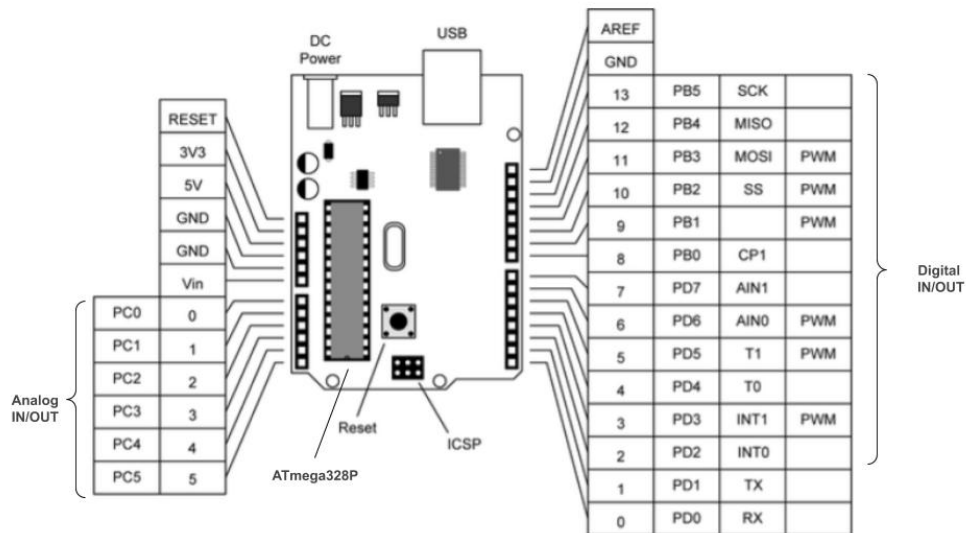 DC
Power
USB
RESET
3V3
5V
GND
GND
Vin
PC0 0
PC1 1
PC2 2
PC3 3
PC4 4
PC5 5
Analog
IN/OUT
Reset
ICSP
ATmega328P
AREF
GND
13 PB5 SCK
12 PB4 MISO
11 PB3 MOSI PWM
10 PB2 SS PWM
9 PB1 PWM
8 PB0 CP1
7 PD7 AIN1
6 PD6 AIN0 PWM
5 PD5 T1 PWM
4 PD4 T0
3 PD3 INT1 PWM
2 PD2 INT0
1 PD1 TX
0 PD0 RX
Digital
IN/OUT